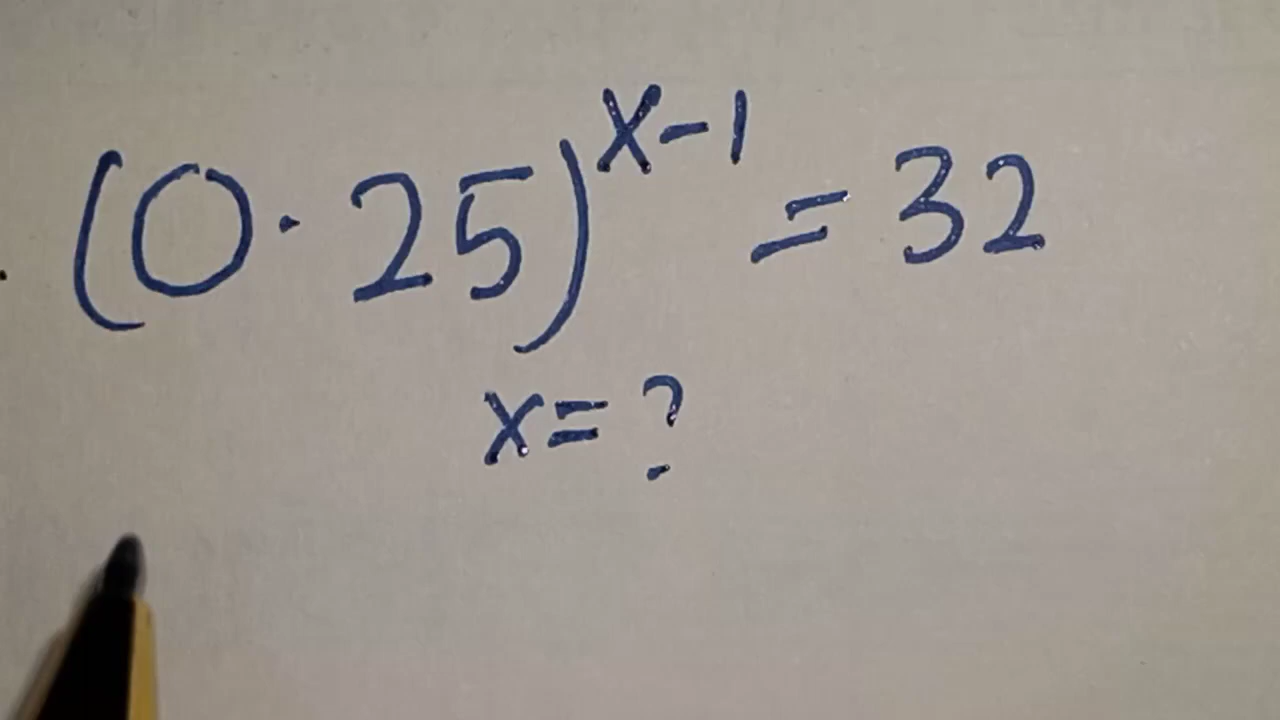 (0·25)^{x-1} = 32
x = ?